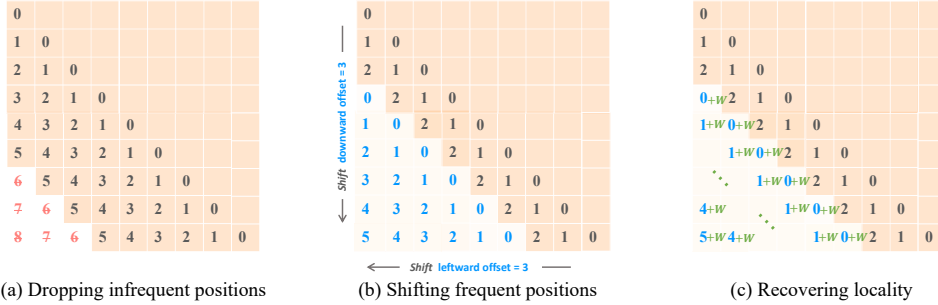 0
1 0
2 1 0
3 2 1 0
4 3 2 1 0
5 4 3 2 1 0
6 5 4 3 2 1 0
7 6 5 4 3 2 1 0
8 7 6 5 4 3 2 1 0
(a) Dropping infrequent positions
Shift downward offset = 3
0
1 0
2 1 0
0 2 1 0
1 0 2 1 0
2 1 0 2 1 0
3 2 1 0 2 1 0
4 3 2 1 0 2 1 0
5 4 3 2 1 0 2 1 0
Shift leftward offset = 3
(b) Shifting frequent positions
0
1 0
2 1 0
0+W 2 1 0
1+W 0+W 2 1 0
1+W 0+W 2 1 0
1+W 0+W 2 1 0
4+W 1+W 0+W 2 1 0
5+W 4+W 1+W 0+W 2 1 0
(c) Recovering locality